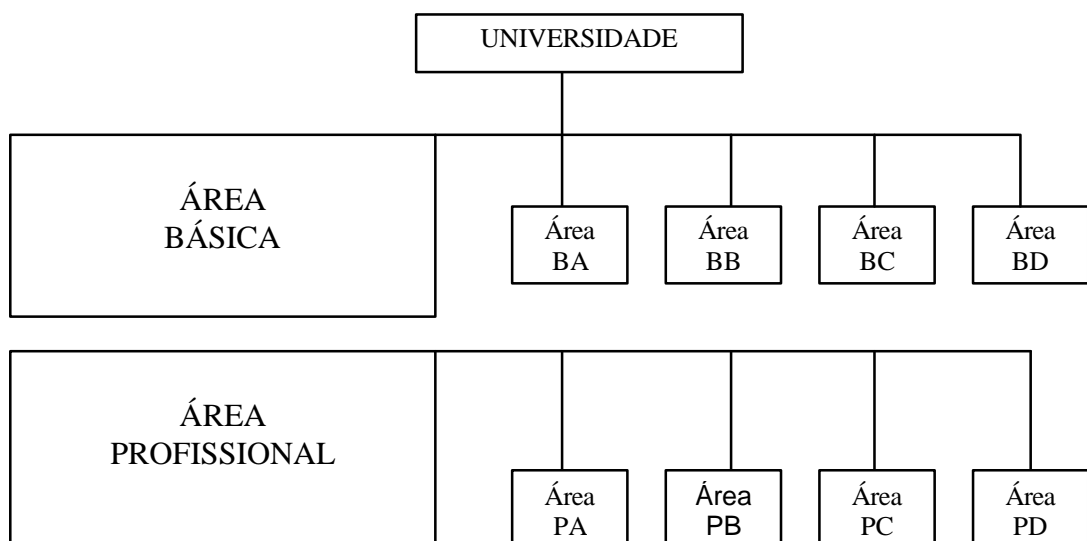 UNIVERSIDADE
ÁREA
BÁSICA
Área
BA
Área
BB
Área
BC
Área
BD
ÁREA
PROFISSIONAL
Área
PA
Área
PB
Área
PC
Área
PD